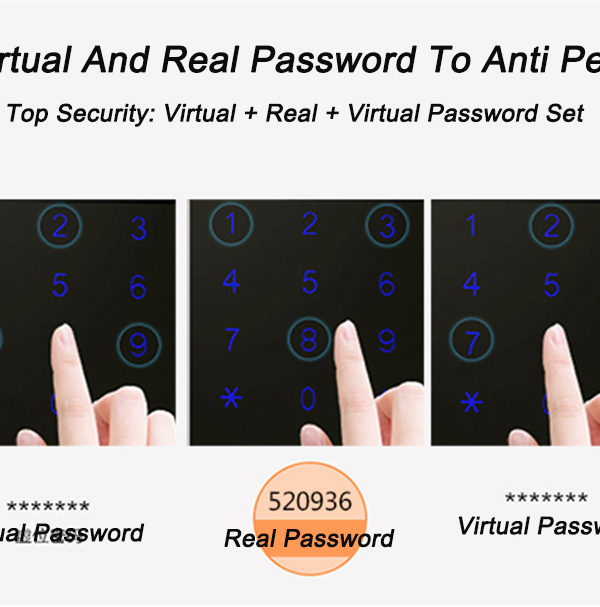 rtual And Real Password To Anti Pe
Top Security: Virtual + Real + Virtual Password Set
2 3
5 6
9
1 2 3
4 5 6
7 8 9
* 0
1 2
4 5
7
*
*******
ual Password
520936
Real Password
*******
Virtual Passw